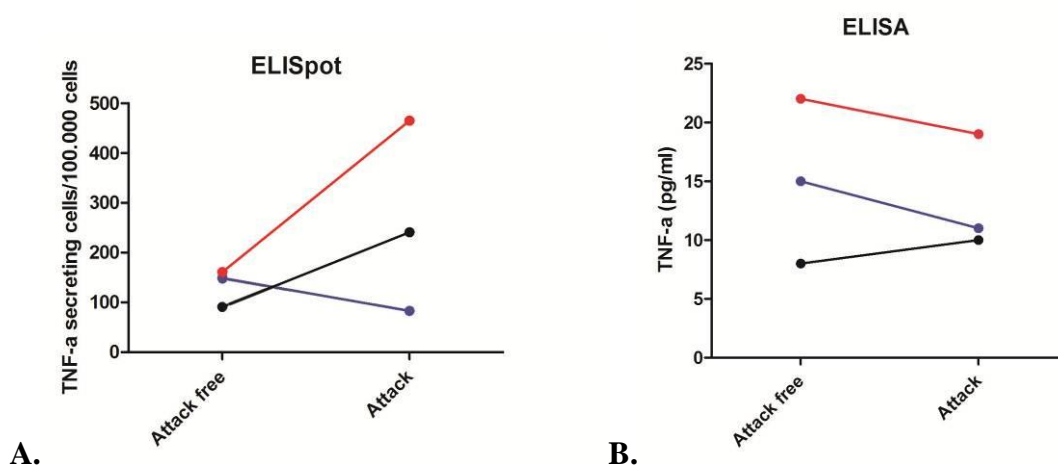 ELISpot
TNF-a secreting cells/100.000 cells
500
400
300
200
100
0
Attack free
Attack
A.
ELISA
TNF-a (pg/ml)
25
20
15
10
5
0
Attack free
Attack
B.